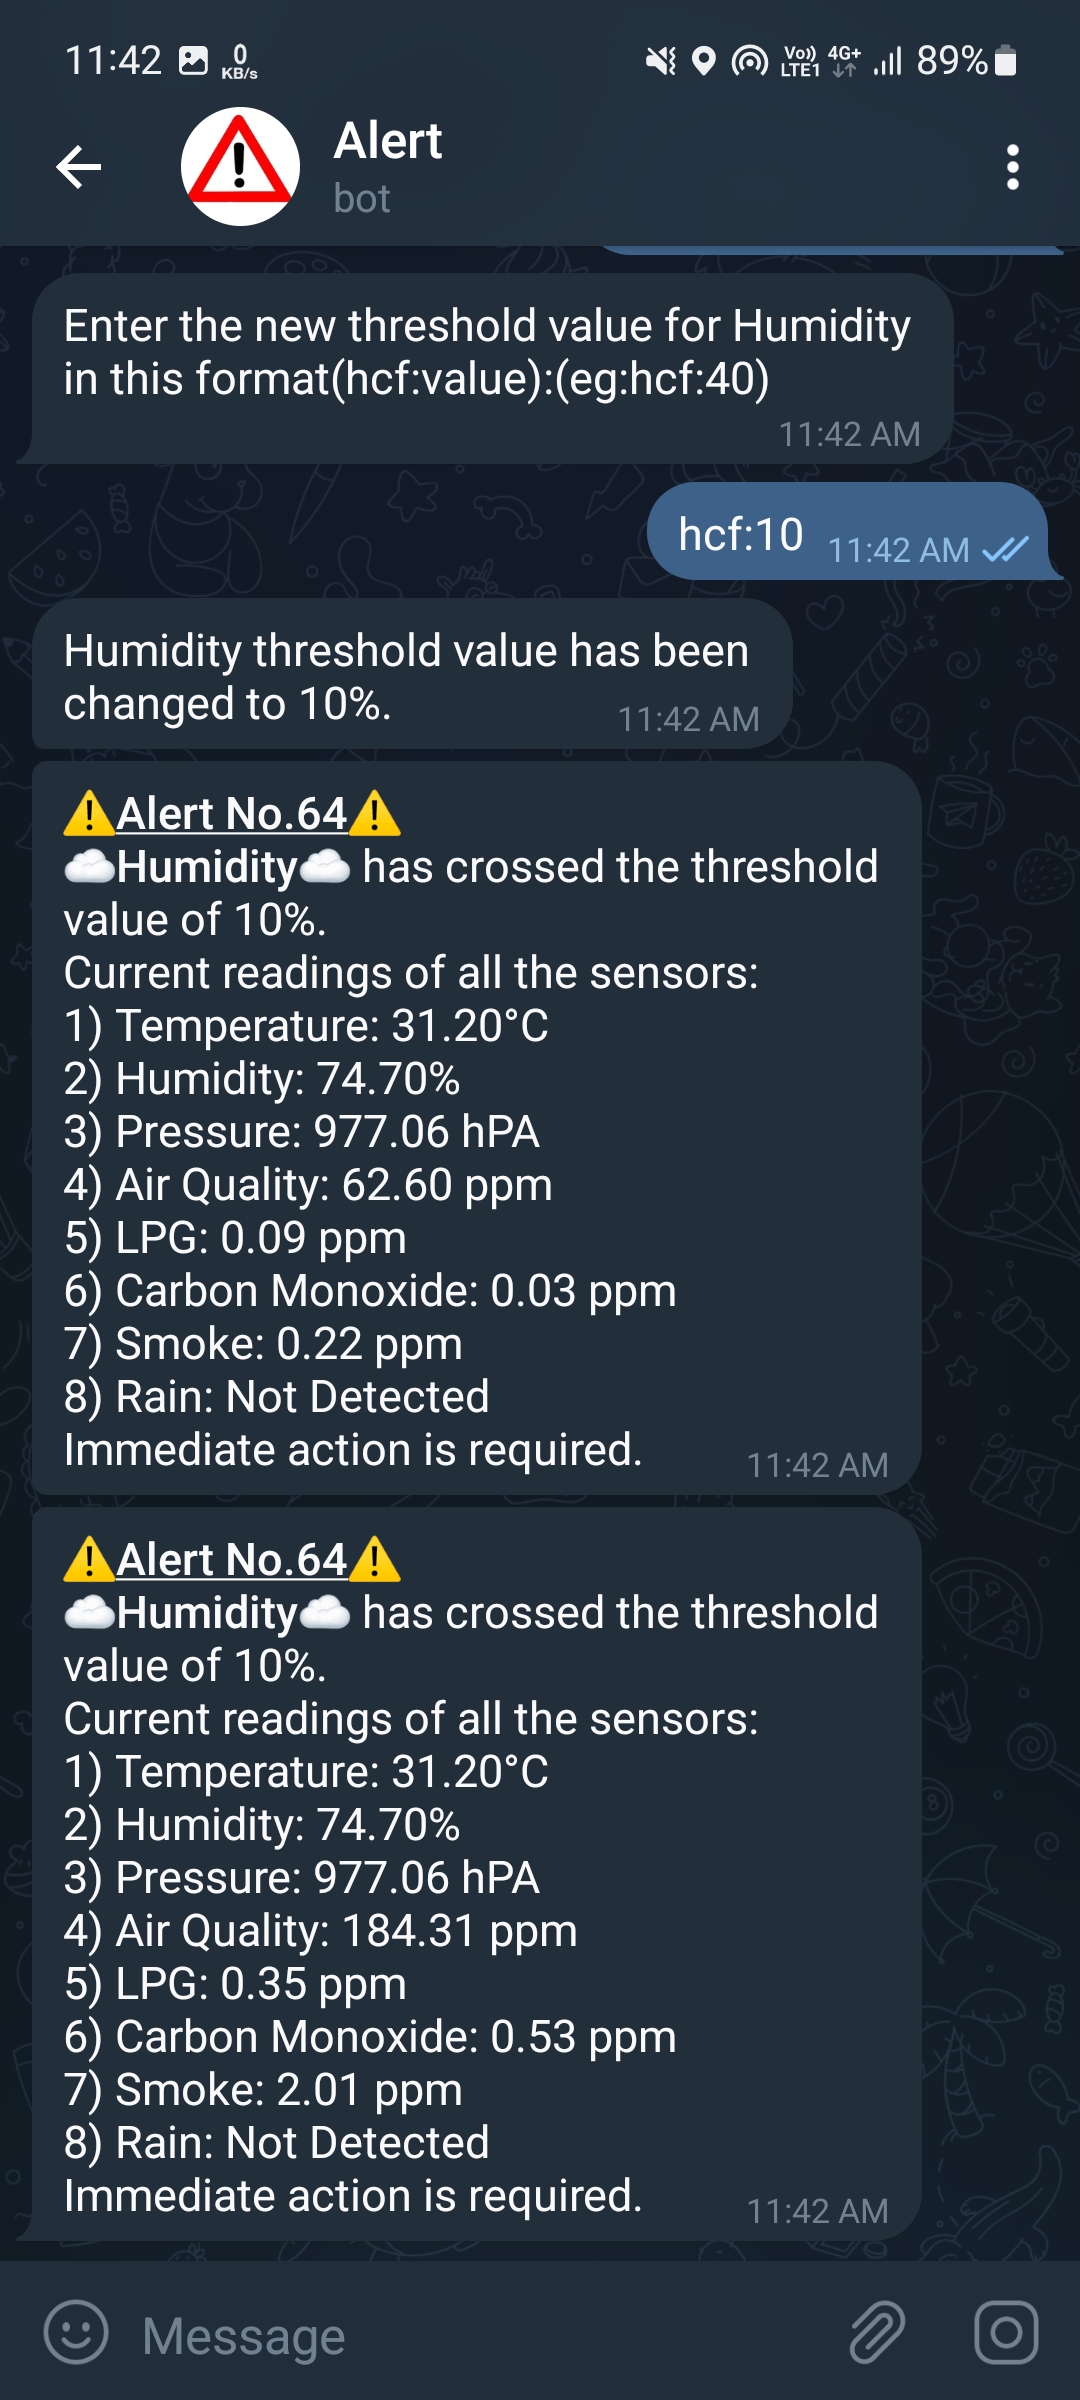 11:42 0 KB/s Vo)) LTE1 4G+ 89%
Alert
bot
Enter the new threshold value for Humidity
in this format(hcf:value):(eg:hcf:40)
11:42 AM
hcf:10 11:42 AM
Humidity threshold value has been
changed to 10%. 11:42 AM
⚠️Alert No.64⚠️
☁️Humidity☁️ has crossed the threshold
value of 10%.
Current readings of all the sensors:
1) Temperature: 31.20°C
2) Humidity: 74.70%
3) Pressure: 977.06 hPA
4) Air Quality: 62.60 ppm
5) LPG: 0.09 ppm
6) Carbon Monoxide: 0.03 ppm
7) Smoke: 0.22 ppm
8) Rain: Not Detected
Immediate action is required. 11:42 AM
⚠️Alert No.64⚠️
☁️Humidity☁️ has crossed the threshold
value of 10%.
Current readings of all the sensors:
1) Temperature: 31.20°C
2) Humidity: 74.70%
3) Pressure: 977.06 hPA
4) Air Quality: 184.31 ppm
5) LPG: 0.35 ppm
6) Carbon Monoxide: 0.53 ppm
7) Smoke: 2.01 ppm
8) Rain: Not Detected
Immediate action is required. 11:42 AM
Message